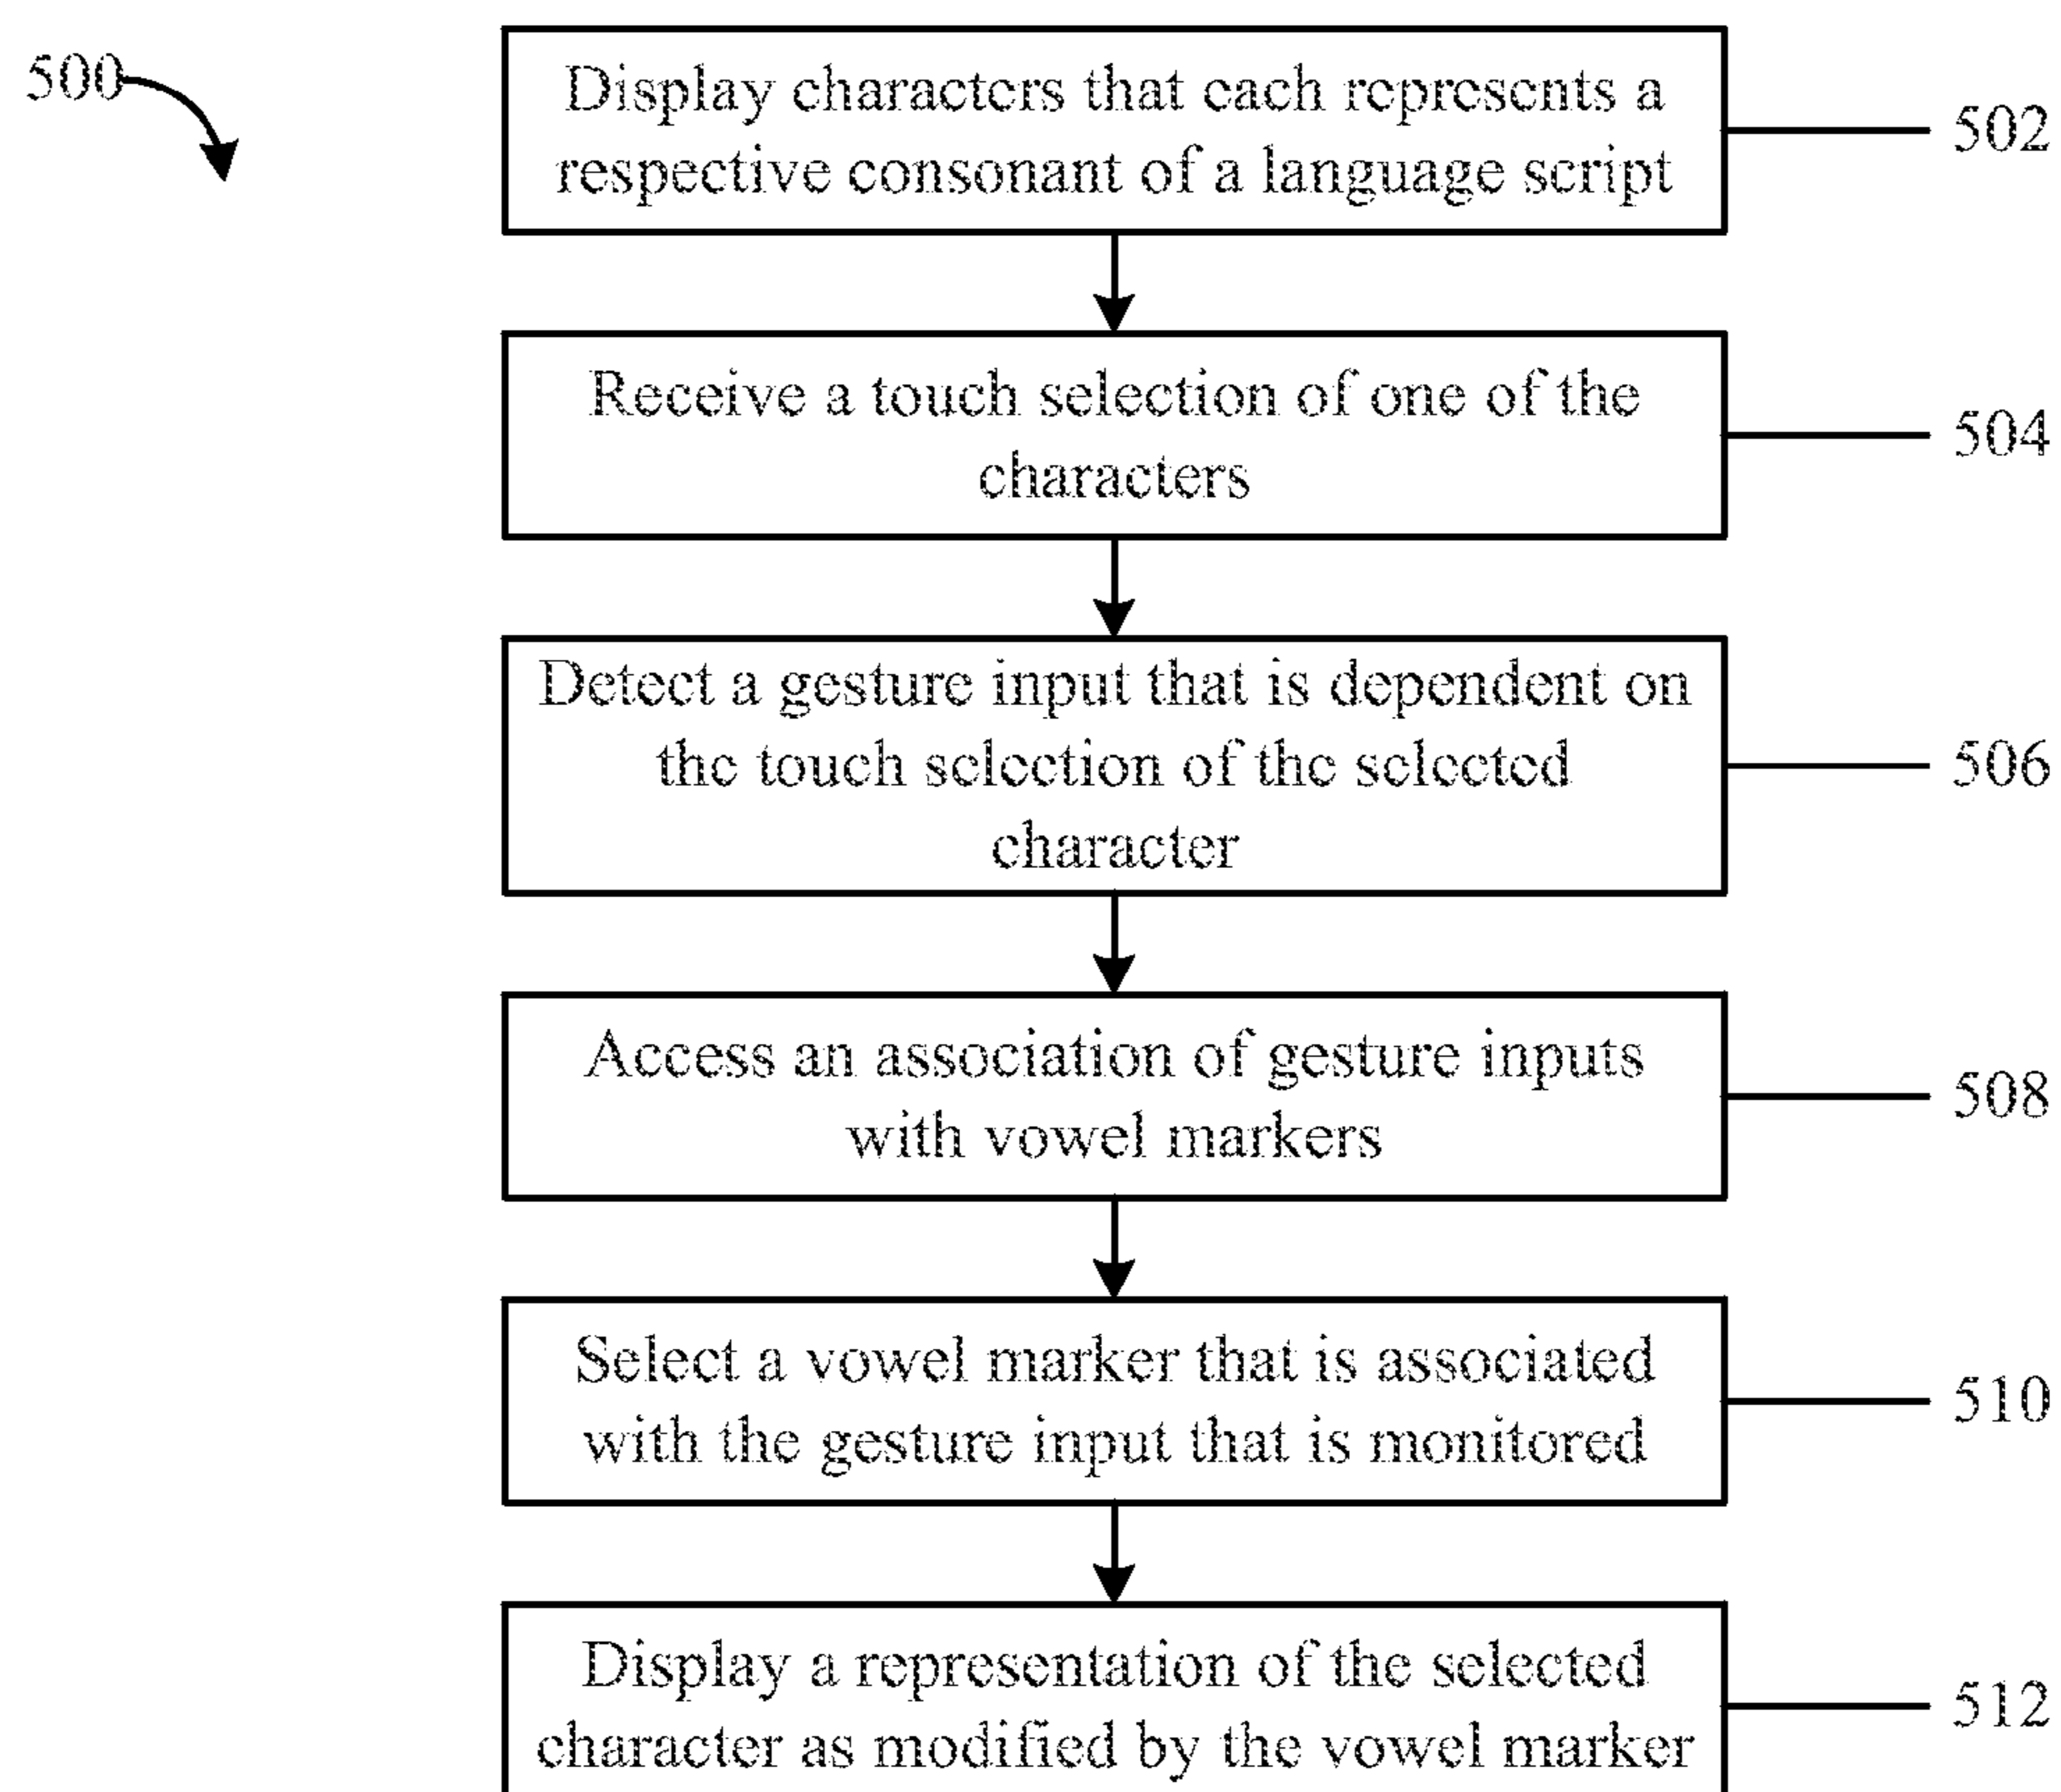 500
Display characters that each represents a
respective consonant of a language script
502
Receive a touch selection of one of the
characters
504
Detect a gesture input that is dependent on
the touch selection of the selected
character
506
Access an association of gesture inputs
with vowel markers
508
Select a vowel marker that is associated
with the gesture input that is monitored
510
Display a representation of the selected
character as modified by the vowel marker
512